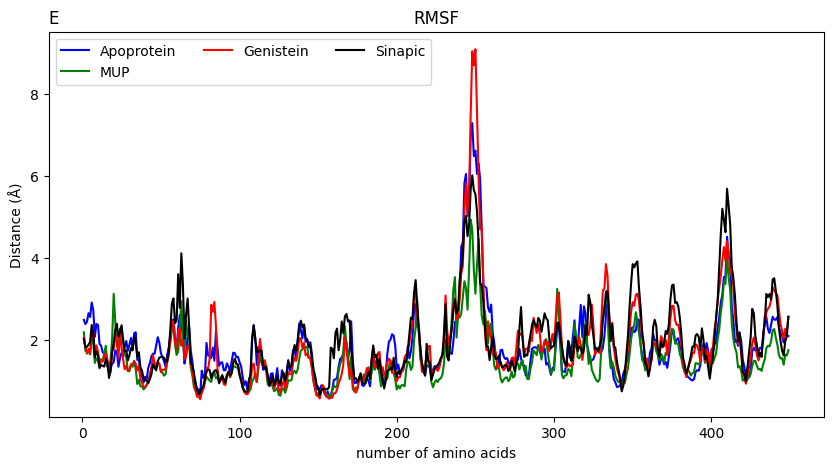 E RMSF
Apoprotein Genistein Sinapic
MUP
8
6
4
2
Distance (Å)
0 100 200 300 400
number of amino acids